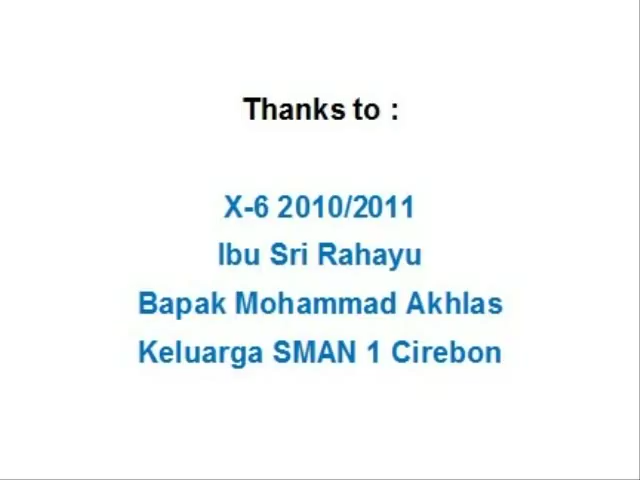 Thanks to :
X-6 2010/2011
Ibu Sri Rahayu
Bapak Mohammad Akhlas
Keluarga SMAN 1 Cirebon